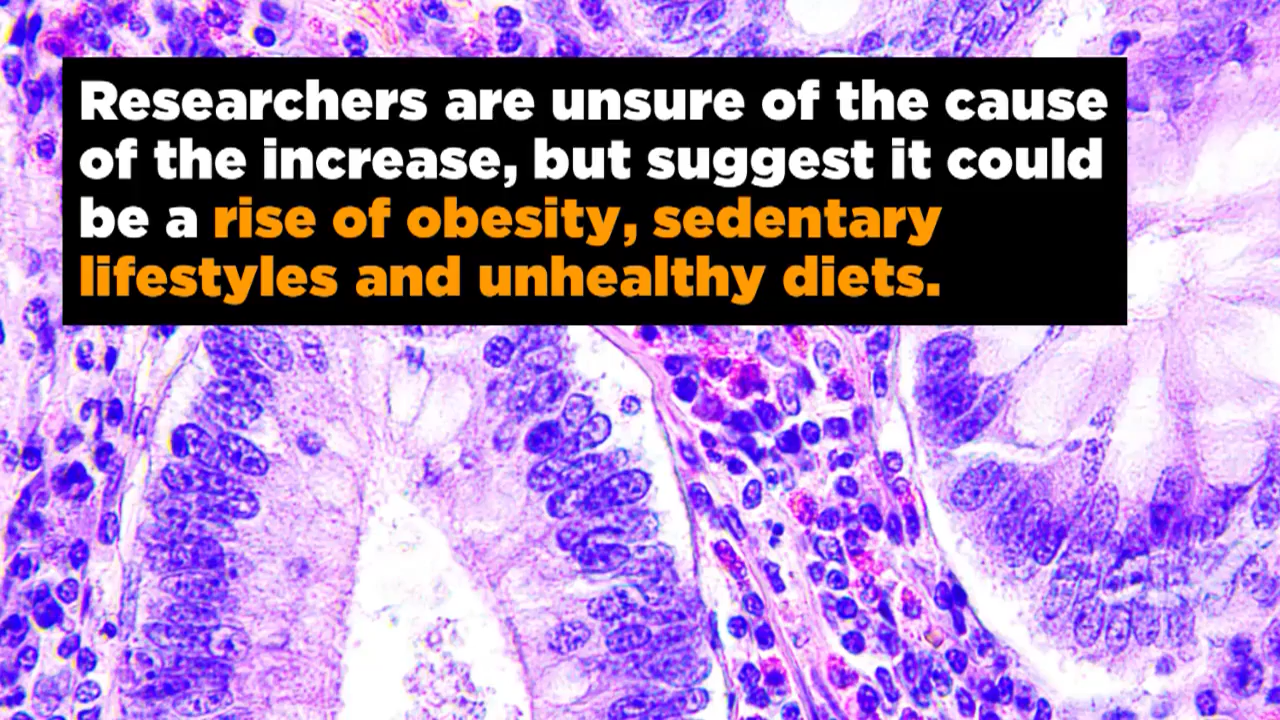 Researchers are unsure of the cause
of the increase, but suggest it could
be a rise of obesity, sedentary
lifestyles and unhealthy diets.